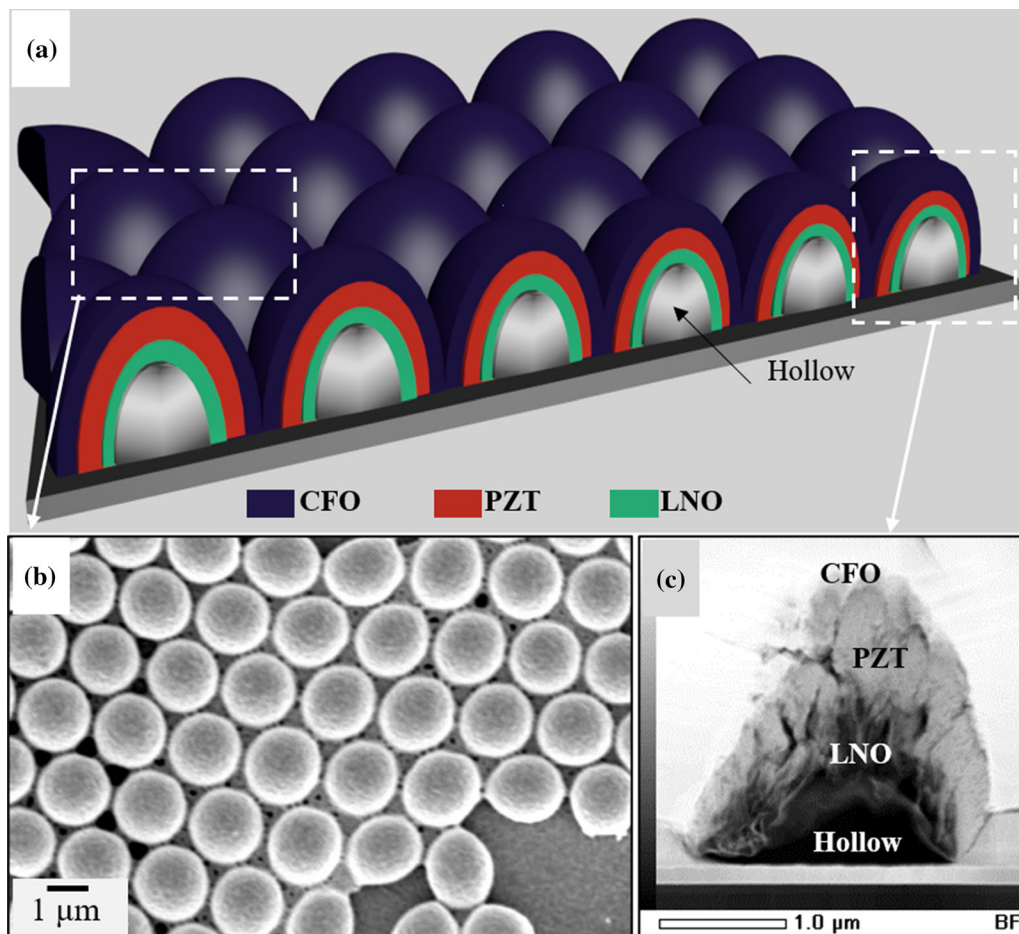 (a)
Hollow
CFO PZT LNO
(b)
1 μm
(c)
CFO
PZT
LNO
Hollow
1.0 μm BF